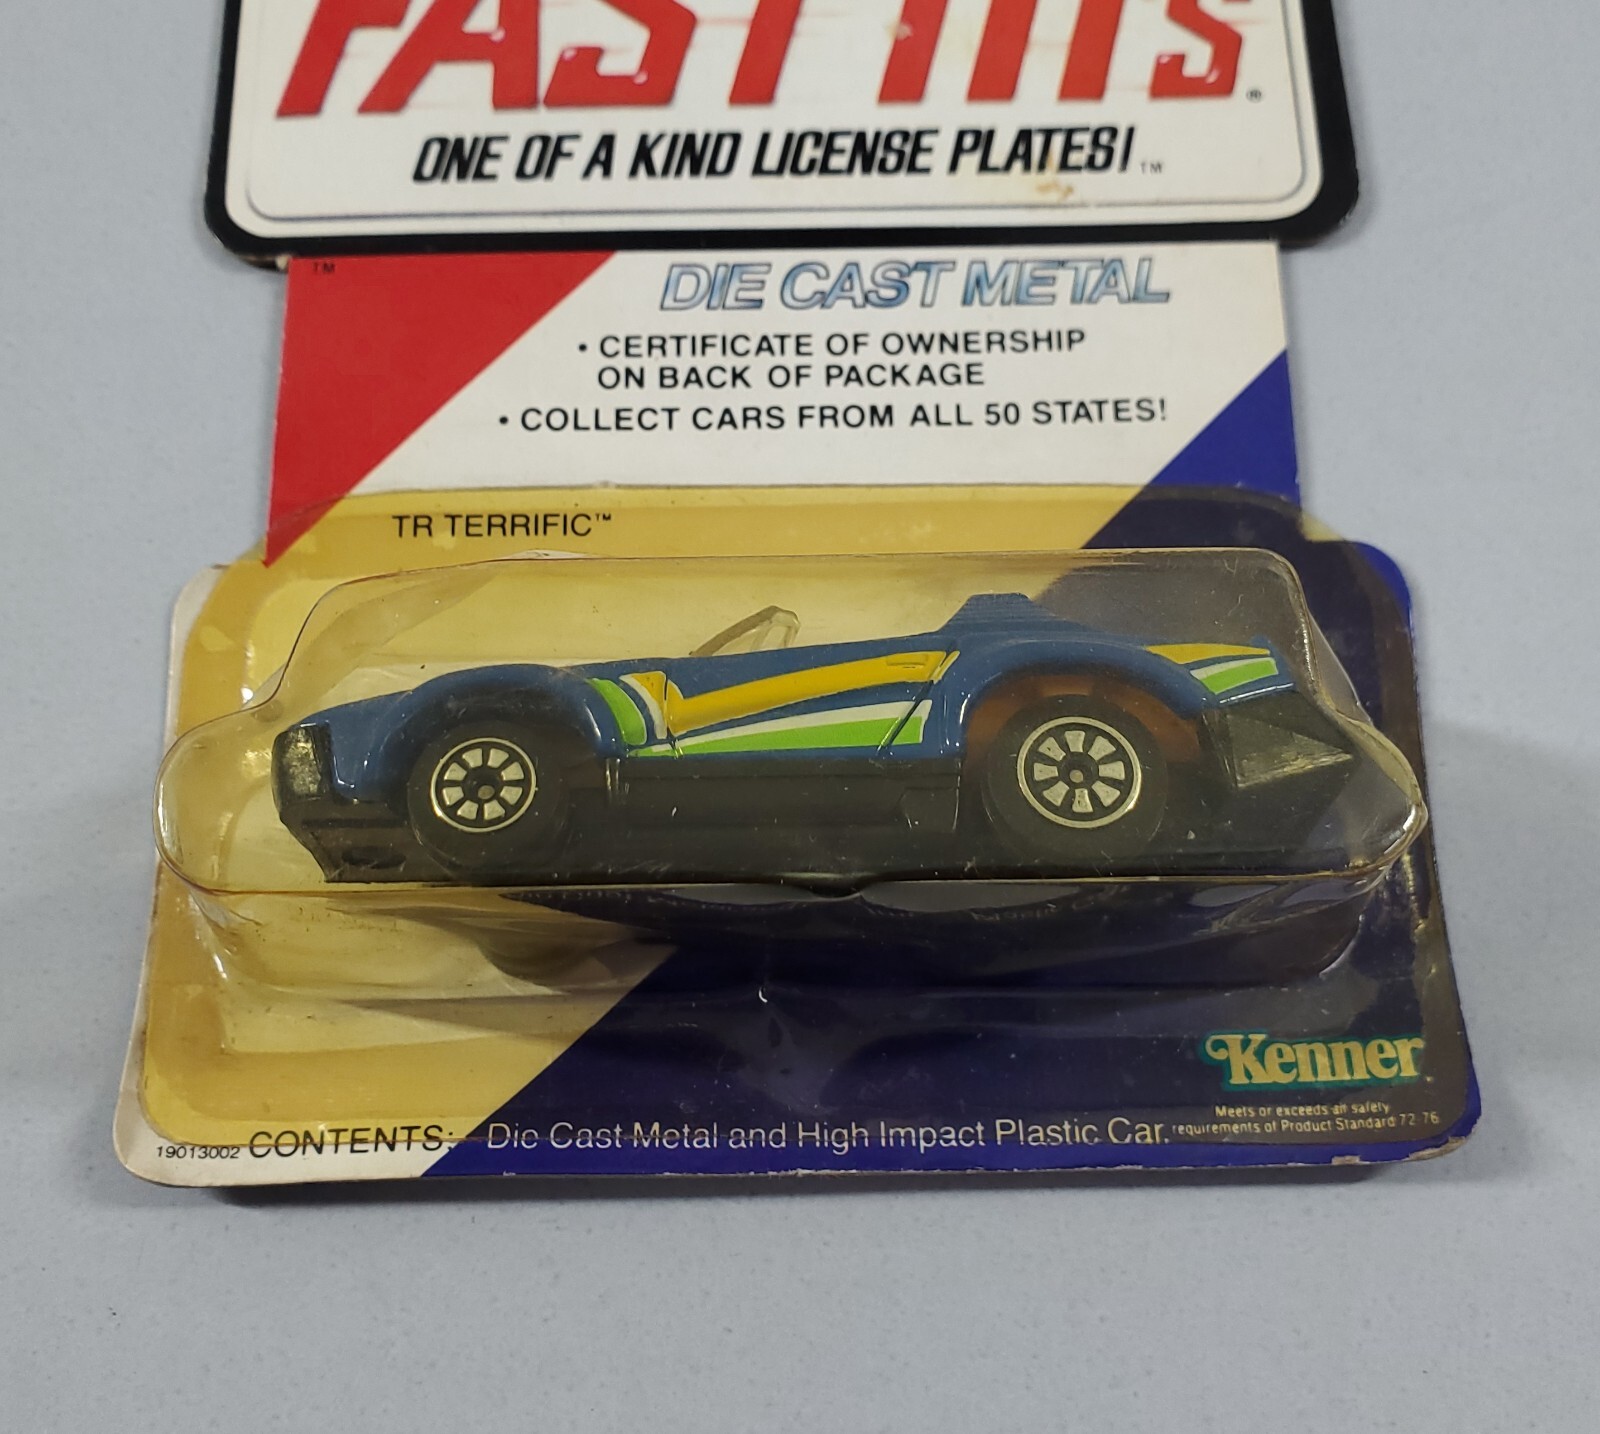 FAST 111's®
ONE OF A KIND LICENSE PLATES!™
™
DIE CAST METAL
• CERTIFICATE OF OWNERSHIP
ON BACK OF PACKAGE
• COLLECT CARS FROM ALL 50 STATES!
TR TERRIFIC™
Kenner
Meets or exceeds all safety
requirements of Product Standard 72-76
19013002 CONTENTS: Die Cast Metal and High Impact Plastic Car.